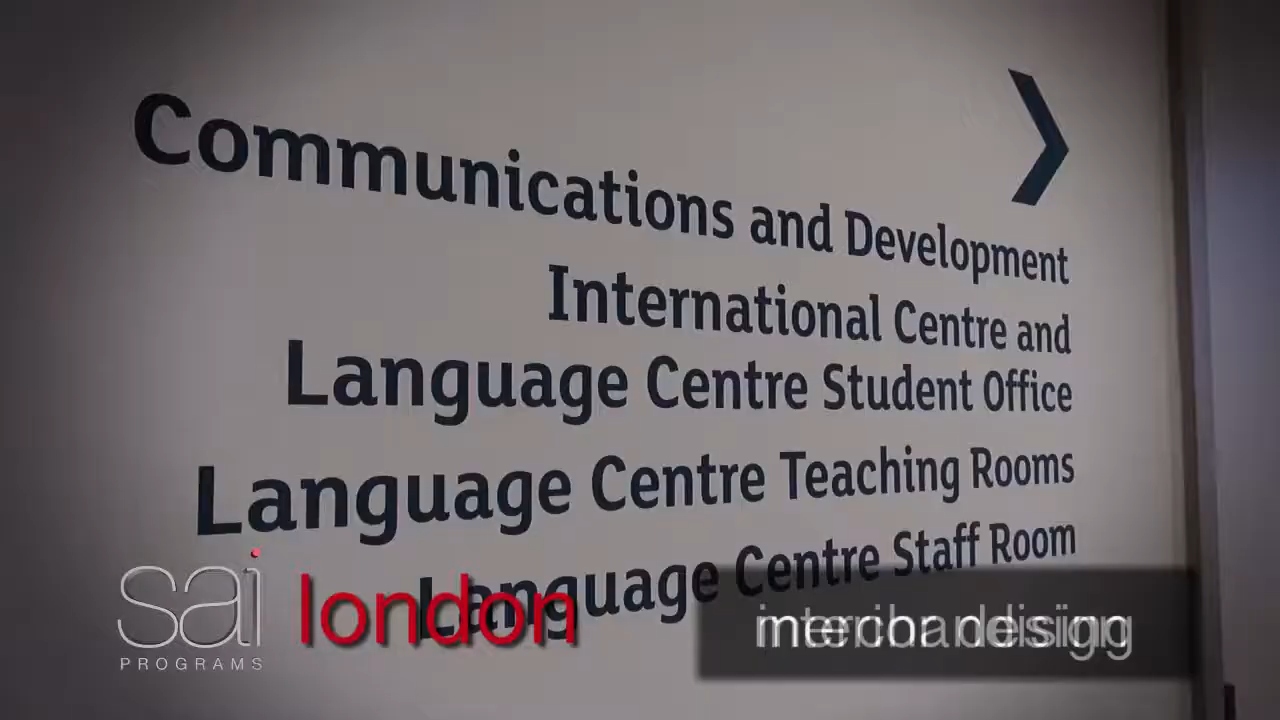 Communications and Development
International Centre and
Language Centre Student Office
Language Centre Teaching Rooms
Language Centre Staff Room
sai london
PROGRAMS